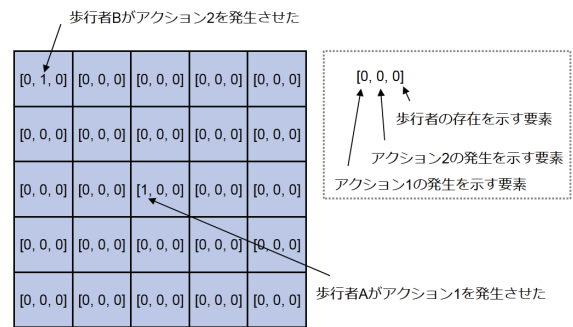 歩行者Bがアクション2を発生させた
[0, 1, 0] [0, 0, 0] [0, 0, 0] [0, 0, 0] [0, 0, 0]
[0, 0, 0] [0, 0, 0] [0, 0, 0] [0, 0, 0] [0, 0, 0]
[0, 0, 0] [0, 0, 0] [1, 0, 0] [0, 0, 0] [0, 0, 0]
[0, 0, 0] [0, 0, 0] [0, 0, 0] [0, 0, 0] [0, 0, 0]
[0, 0, 0] [0, 0, 0] [0, 0, 0] [0, 0, 0] [0, 0, 0]
[0, 0, 0]
歩行者の存在を示す要素
アクション2の発生を示す要素
アクション1の発生を示す要素
歩行者Aがアクション1を発生させた